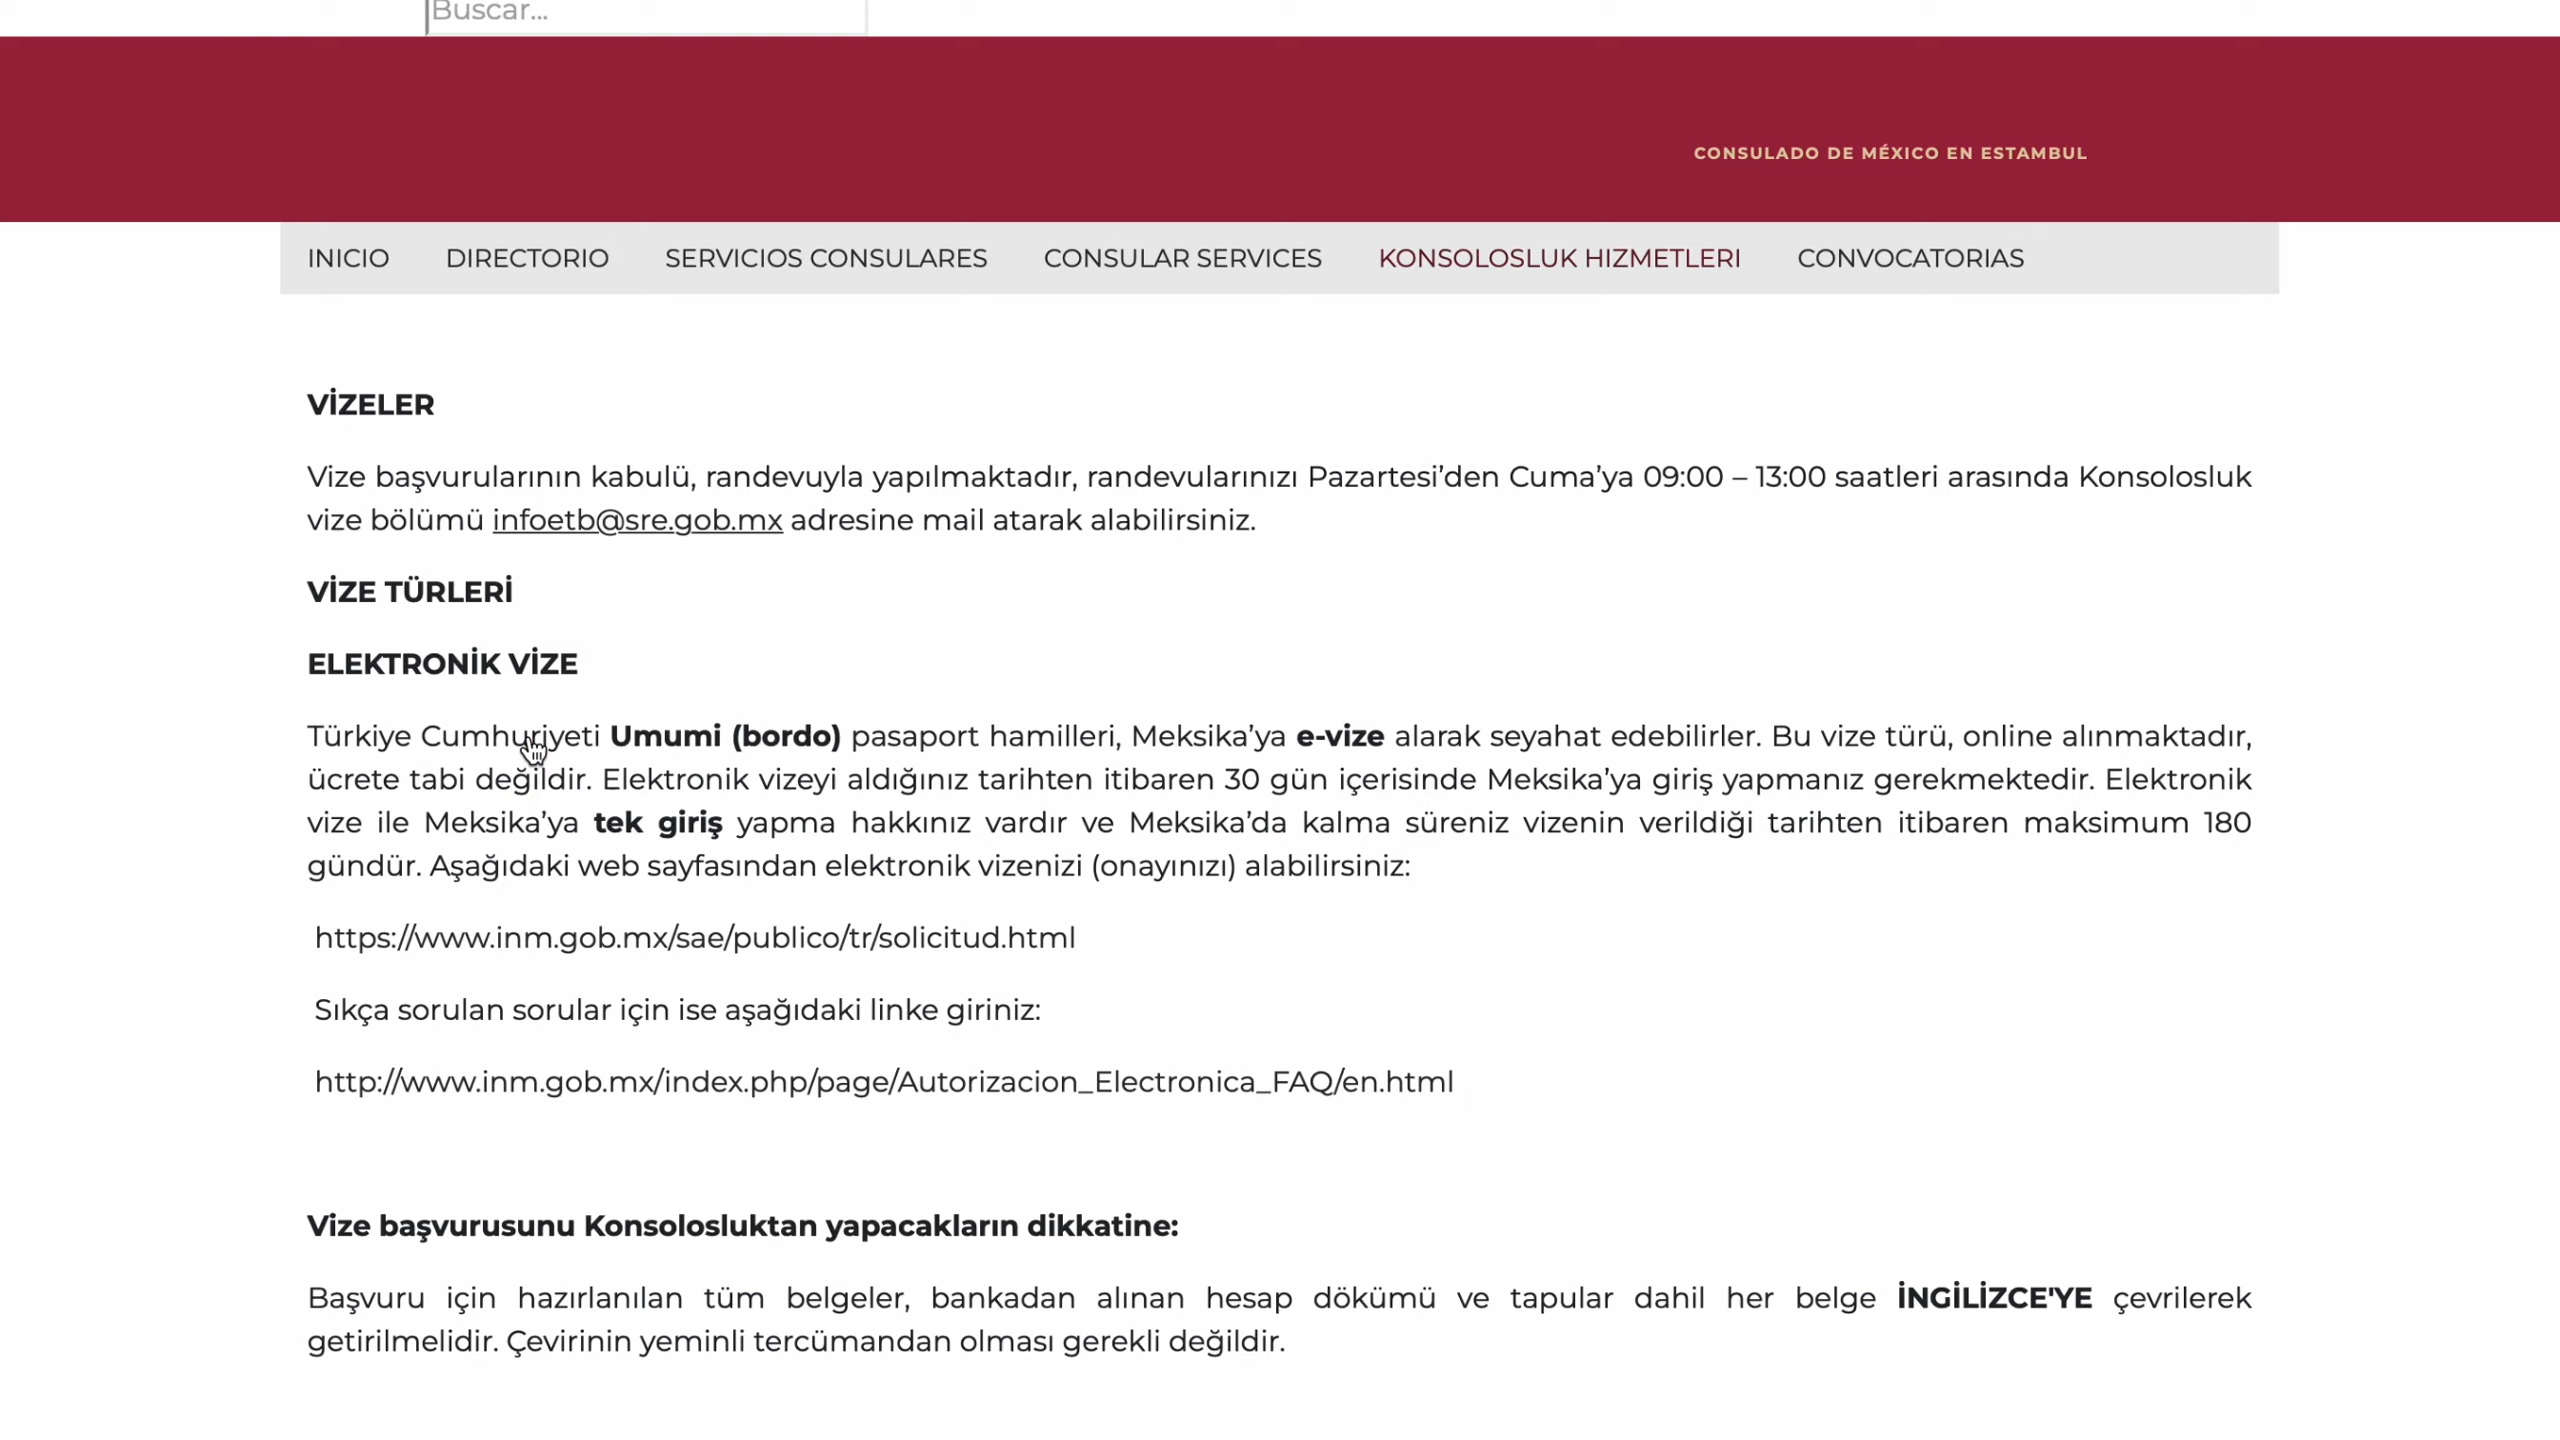 Buscar...
CONSULADO DE MÉXICO EN ESTAMBUL
INICIO DIRECTORIO SERVICIOS CONSULARES CONSULAR SERVICES KONSOLOSLUK HIZMETLERI CONVOCATORIAS
VİZELER
Vize başvurularının kabulü, randevuyla yapılmaktadır, randevularınızı Pazartesi’den Cuma’ya 09:00 – 13:00 saatleri arasında Konsolosluk
vize bölümü infoetb@sre.gob.mx adresine mail atarak alabilirsiniz.
VİZE TÜRLERİ
ELEKTRONİK VİZE
Türkiye Cumhuriyeti Umumi (bordo) pasaport hamilleri, Meksika’ya e-vize alarak seyahat edebilirler. Bu vize türü, online alınmaktadır,
ücrete tabi değildir. Elektronik vizeyi aldığınız tarihten itibaren 30 gün içerisinde Meksika’ya giriş yapmanız gerekmektedir. Elektronik
vize ile Meksika’ya tek giriş yapma hakkınız vardır ve Meksika’da kalma süreniz vizenin verildiği tarihten itibaren maksimum 180
gündür. Aşağıdaki web sayfasından elektronik vizenizi (onayınızı) alabilirsiniz:
https://www.inm.gob.mx/sae/publico/tr/solicitud.html
Sıkça sorulan sorular için ise aşağıdaki linke giriniz:
http://www.inm.gob.mx/index.php/page/Autorizacion_Electronica_FAQ/en.html
Vize başvurusunu Konsolosluktan yapacakların dikkatine:
Başvuru için hazırlanılan tüm belgeler, bankadan alınan hesap dökümü ve tapular dahil her belge İNGİLİZCE'YE çevrilerek
getirilmelidir. Çevirinin yeminli tercümandan olması gerekli değildir.